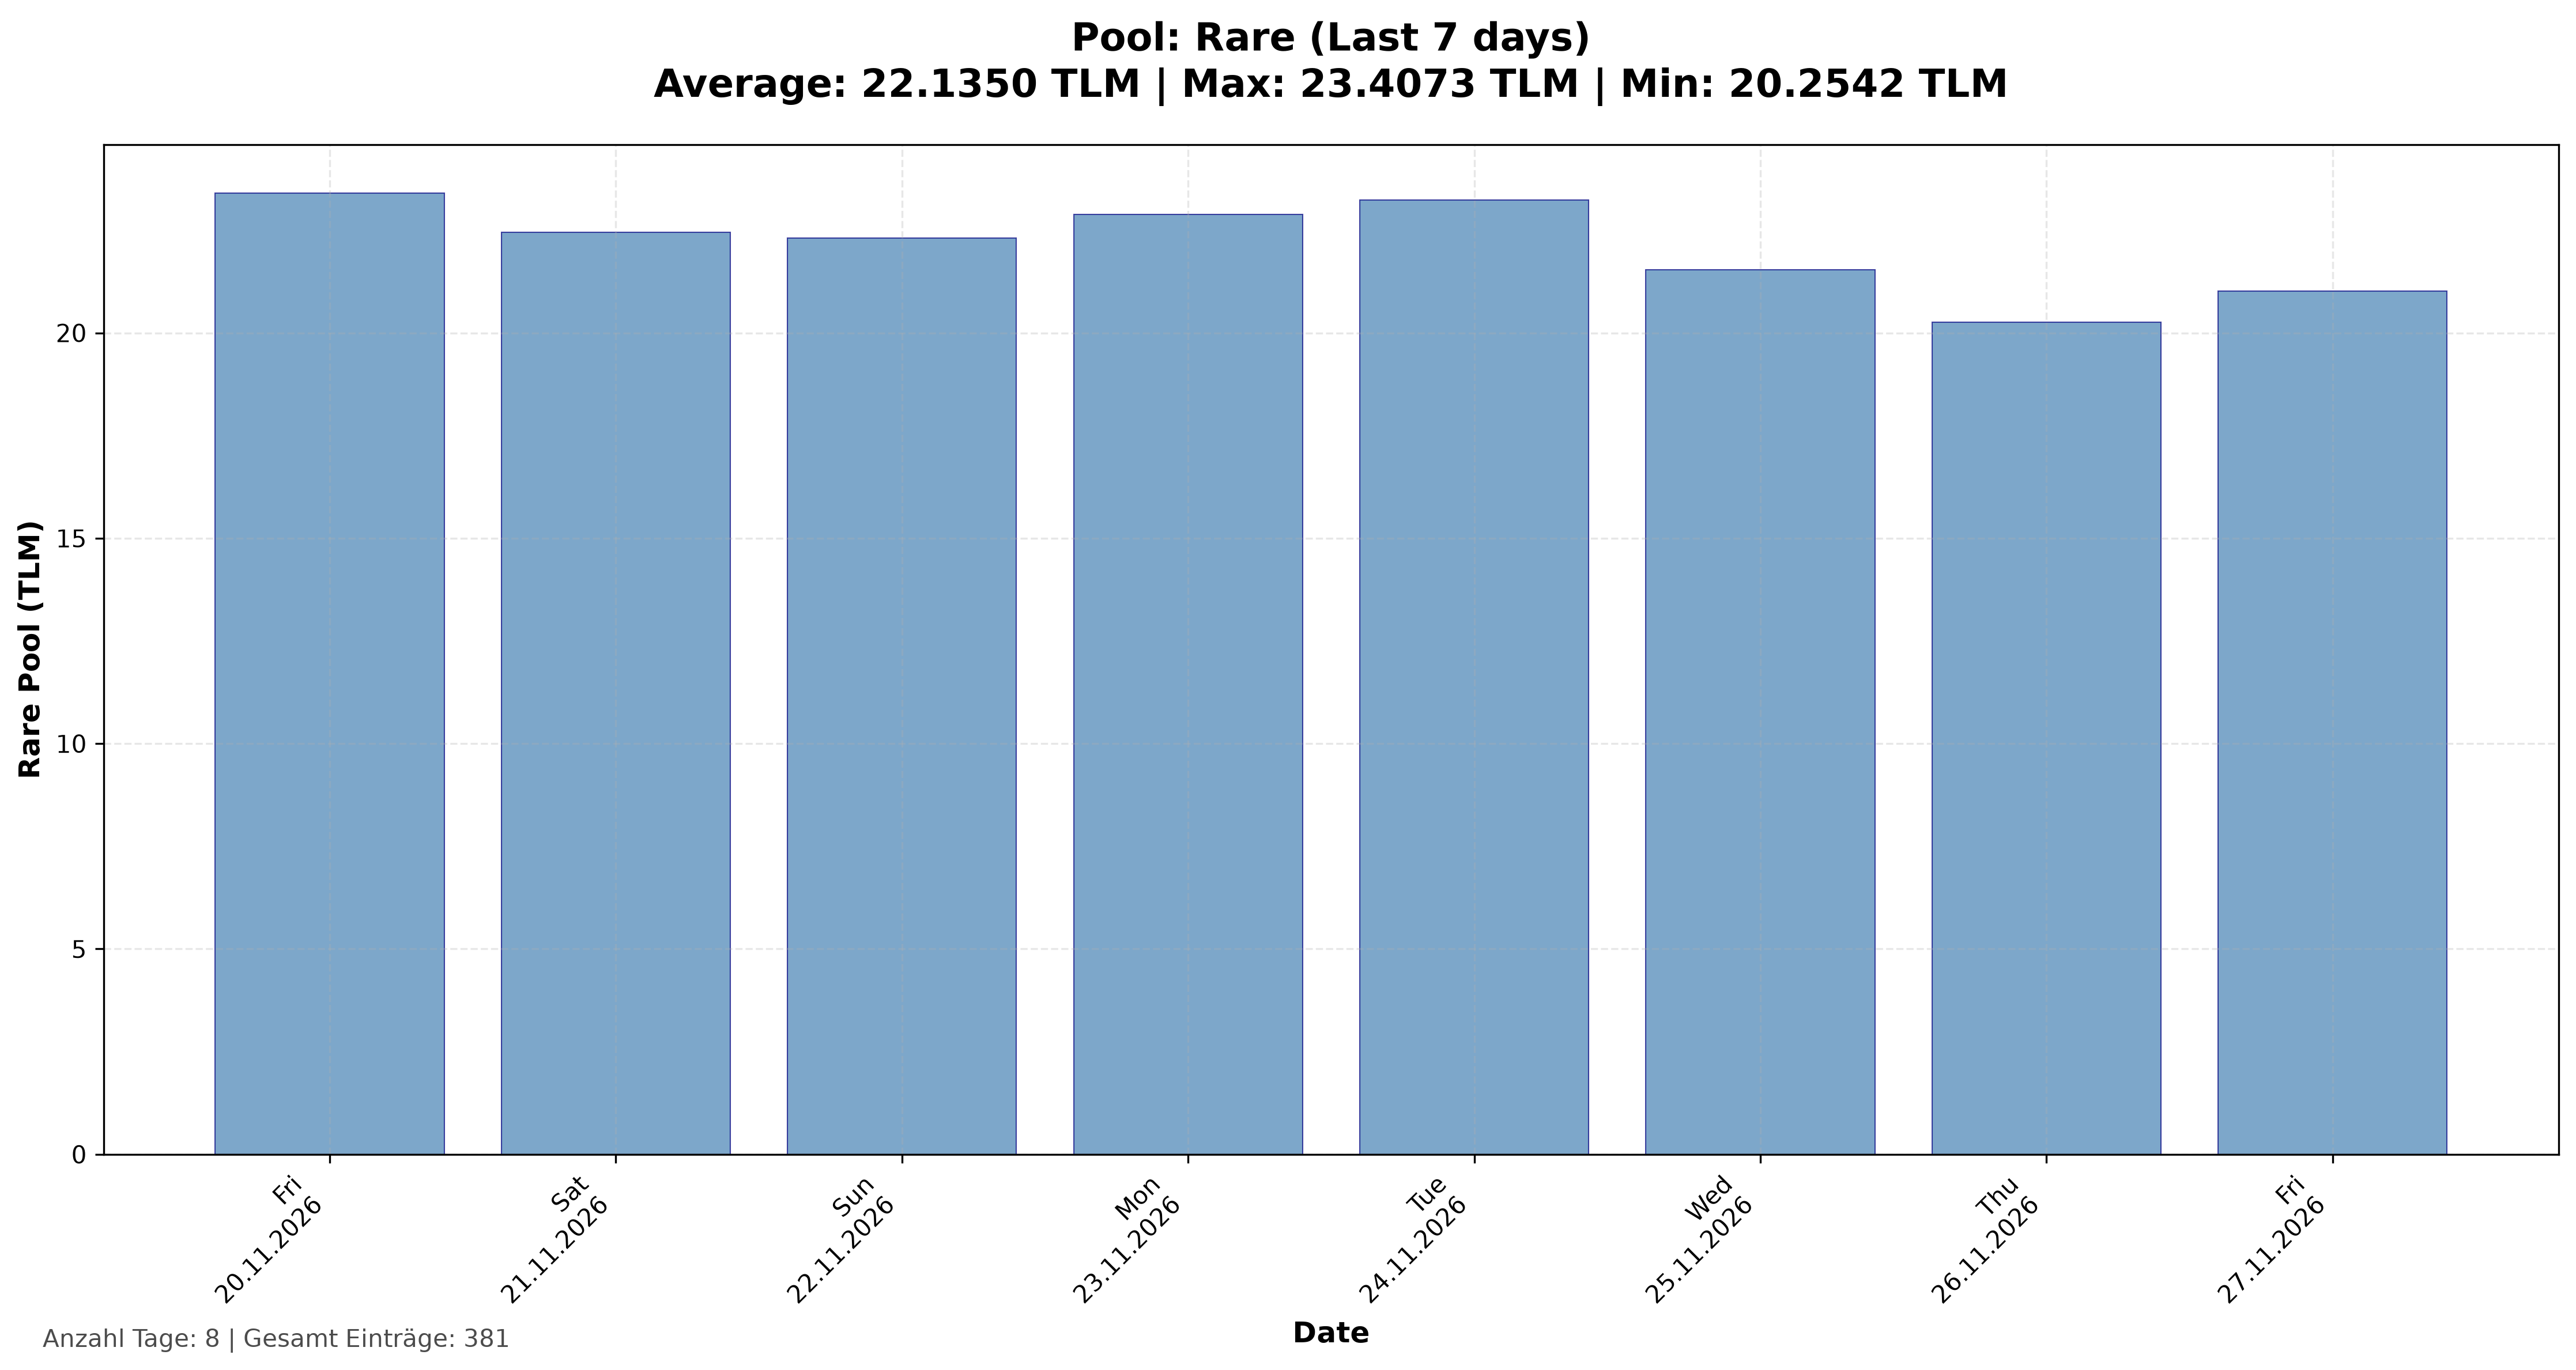 Pool: Rare (Last 7 days)
Average: 22.1350 TLM | Max: 23.4073 TLM | Min: 20.2542 TLM
Rare Pool (TLM)
20
15
10
5
0
Fri
20.11.2026
Sat
21.11.2026
Sun
22.11.2026
Mon
23.11.2026
Tue
24.11.2026
Wed
25.11.2026
Thu
26.11.2026
Fri
27.11.2026
Date
Anzahl Tage: 8 | Gesamt Einträge: 381